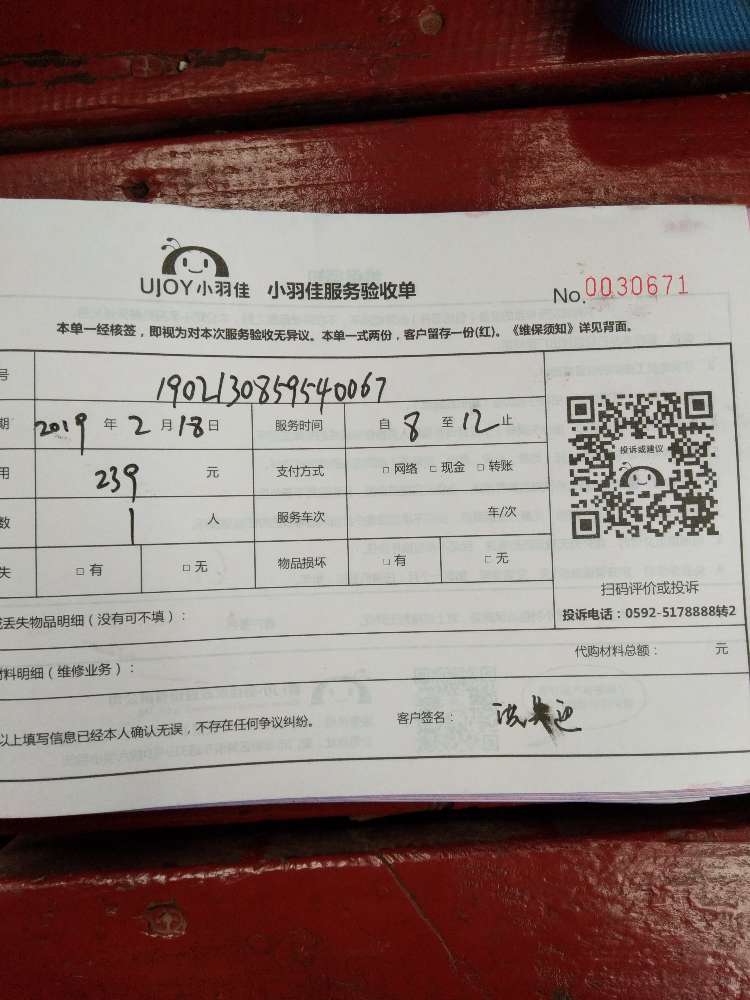 UJOY小羽佳 小羽佳服务验收单 No.0030671
本单一经核签，即视为对本次服务验收无异议。本单一式两份，客户留存一份(红)。《维保须知》详见背面。
号 1902130859540067
期 2019 年 2 月 18 日 服务时间 自 8 至 12 止
用 239 元 支付方式 □ 网络 □ 现金 □ 转账
数 1 人 服务车次 车/次
失 □ 有 □ 无 物品损坏 □ 有 □ 无
投诉或建议
扫码评价或投诉
投诉电话：0592-5178888转2
丢失物品明细（没有可不填）：
材料明细（维修业务）： 代购材料总额： 元
以上填写信息已经本人确认无误，不存在任何争议纠纷。 客户签名：